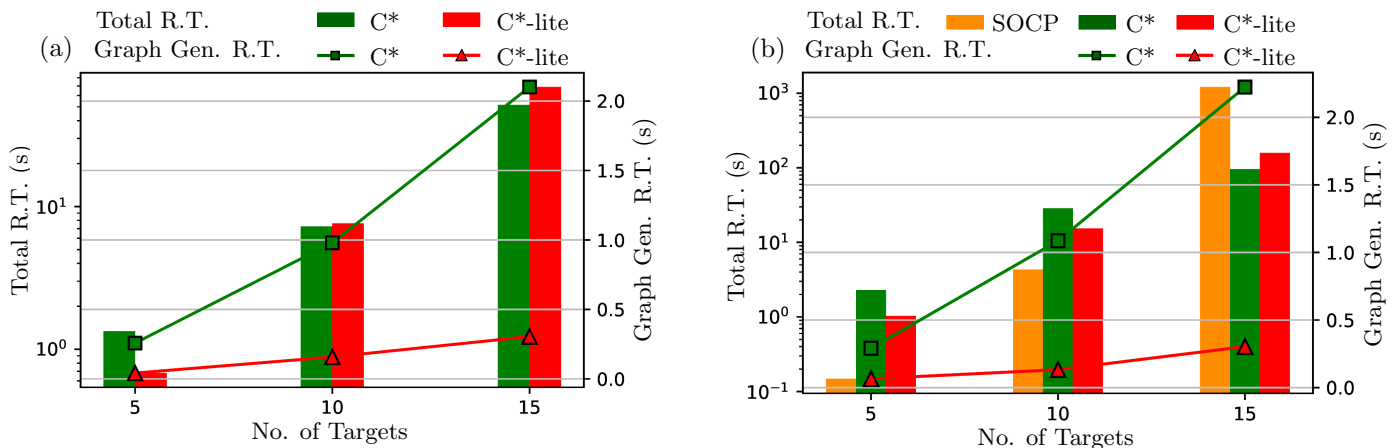 (a)
Total R.T. C* C*-lite
Graph Gen. R.T. C* C*-lite
Total R.T. (s)
10^1
10^0
2.0
1.5
1.0
0.5
0.0
Graph Gen. R.T. (s)
5 10 15
No. of Targets
(b)
Total R.T. SOCP C* C*-lite
Graph Gen. R.T. C* C*-lite
Total R.T. (s)
10^3
10^2
10^1
10^0
10^−1
2.0
1.5
1.0
0.5
0.0
Graph Gen. R.T. (s)
5 10 15
No. of Targets